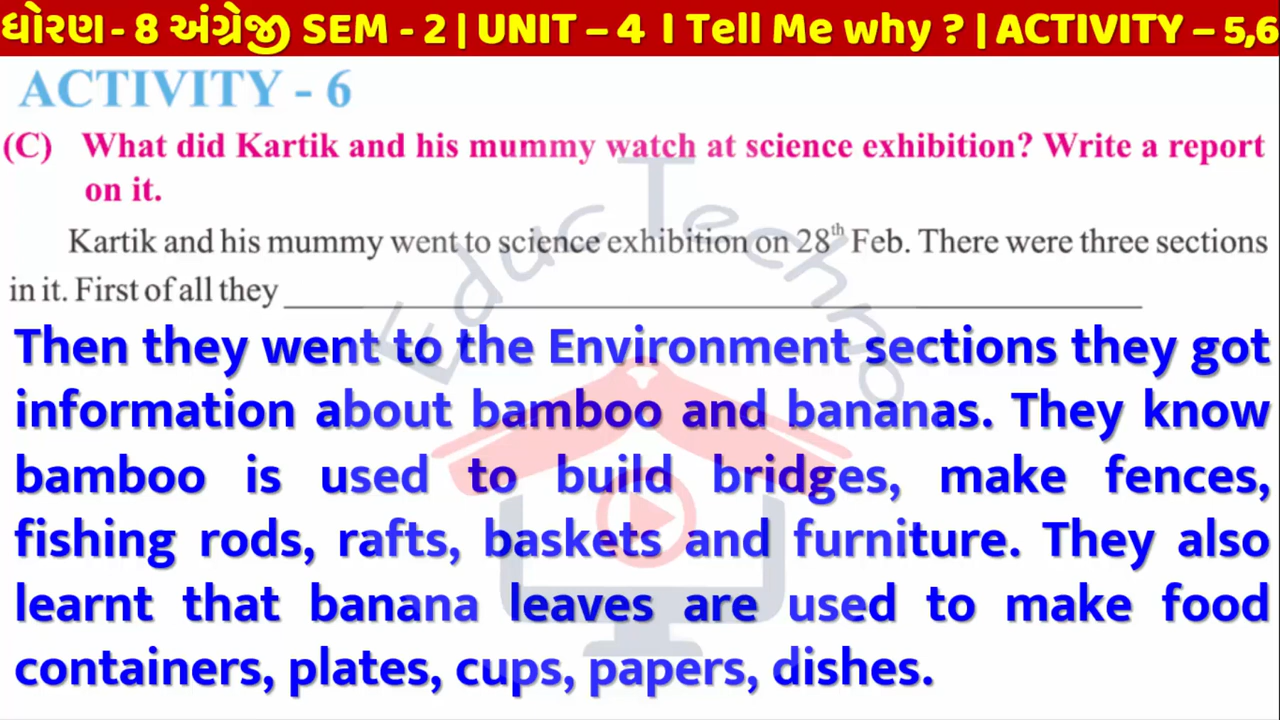 ધોરણ - 8 અંગ્રેજી SEM - 2 | UNIT – 4 l Tell Me why ? | ACTIVITY – 5,6
ACTIVITY - 6
(C) What did Kartik and his mummy watch at science exhibition? Write a report
on it.
Kartik and his mummy went to science exhibition on 28th Feb. There were three sections
in it. First of all they
Then they went to the Environment sections they got
information about bamboo and bananas. They know
bamboo is used to build bridges, make fences,
fishing rods, rafts, baskets and furniture. They also
learnt that banana leaves are used to make food
containers, plates, cups, papers, dishes.
EducTechno